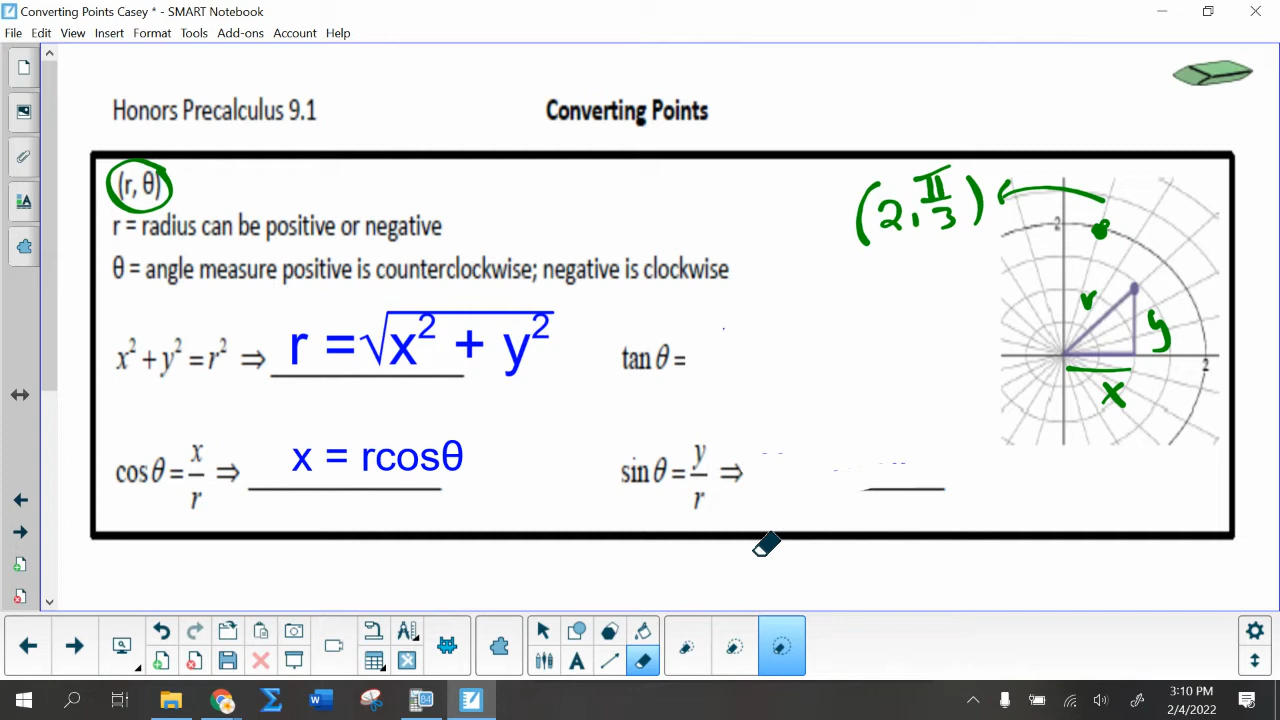 Converting Points Casey * - SMART Notebook
File Edit View Insert Format Tools Add-ons Account Help
Honors Precalculus 9.1
Converting Points
(r, θ)
r = radius can be positive or negative
θ = angle measure positive is counterclockwise; negative is clockwise
(2, π/3)
2
r
y
x
2
x² + y² = r² ⇒ r = √x² + y²
tan θ =
cos θ = x/r ⇒ x = rcosθ
sin θ = y/r ⇒
A
W
3:10 PM
2/4/2022